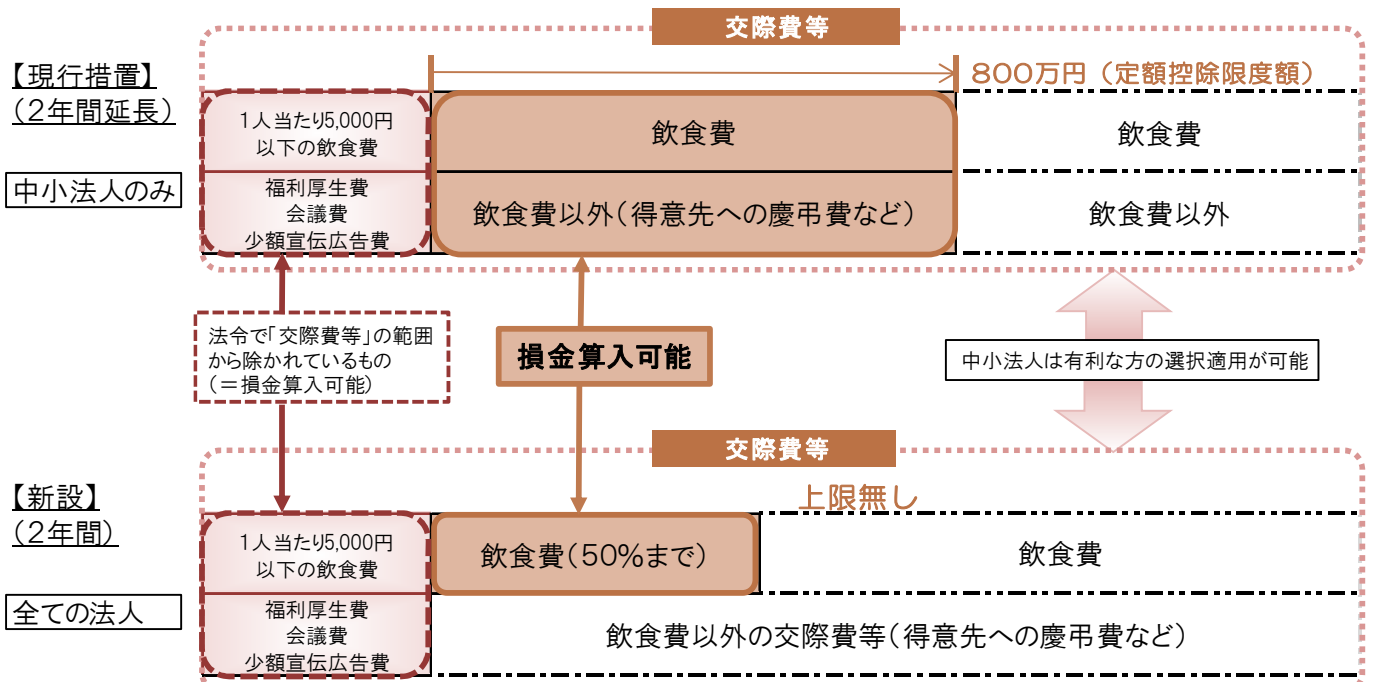 交際費等
【現行措置】
(2年間延長)
中小法人のみ
800万円(定額控除限度額)
1人当たり5,000円
以下の飲食費
飲食費
飲食費
福利厚生費
会議費
少額宣伝広告費
飲食費以外(得意先への慶弔費など)
飲食費以外
法令で「交際費等」の範囲
から除かれているもの
(=損金算入可能)
損金算入可能
中小法人は有利な方の選択適用が可能
交際費等
【新設】
(2年間)
全ての法人
上限無し
1人当たり5,000円
以下の飲食費
飲食費(50%まで)
飲食費
福利厚生費
会議費
少額宣伝広告費
飲食費以外の交際費等(得意先への慶弔費など)